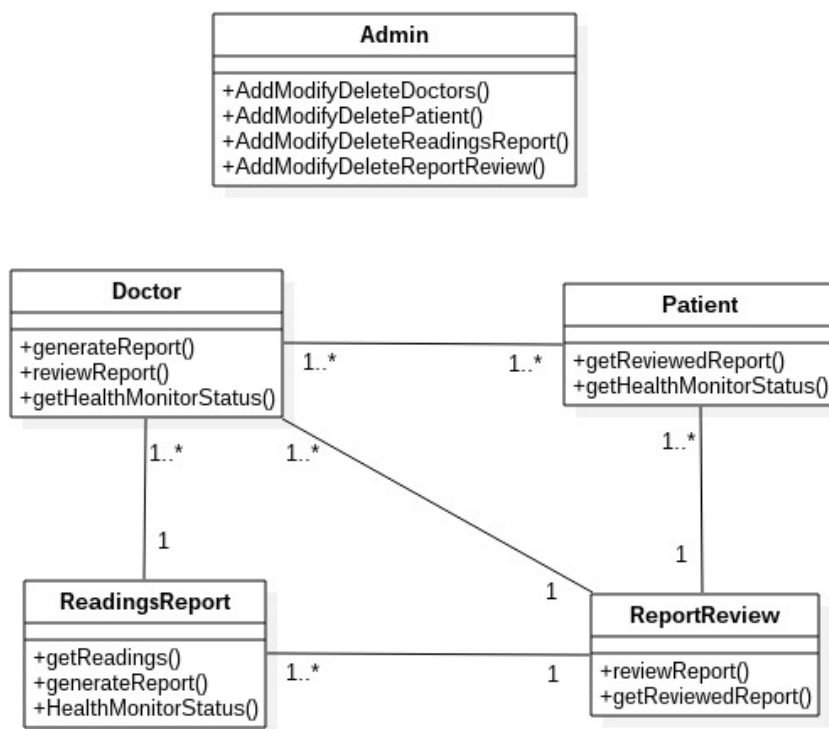 Admin
+AddModifyDeleteDoctors()
+AddModifyDeletePatient()
+AddModifyDeleteReadingsReport()
+AddModifyDeleteReportReview()
Doctor
+generateReport()
+reviewReport()
+getHealthMonitorStatus()
Patient
+getReviewedReport()
+getHealthMonitorStatus()
1..*
1..*
1..*
1..*
1..*
1
1
1
ReadingsReport
+getReadings()
+generateReport()
+HealthMonitorStatus()
1..*
1
ReportReview
+reviewReport()
+getReviewedReport()